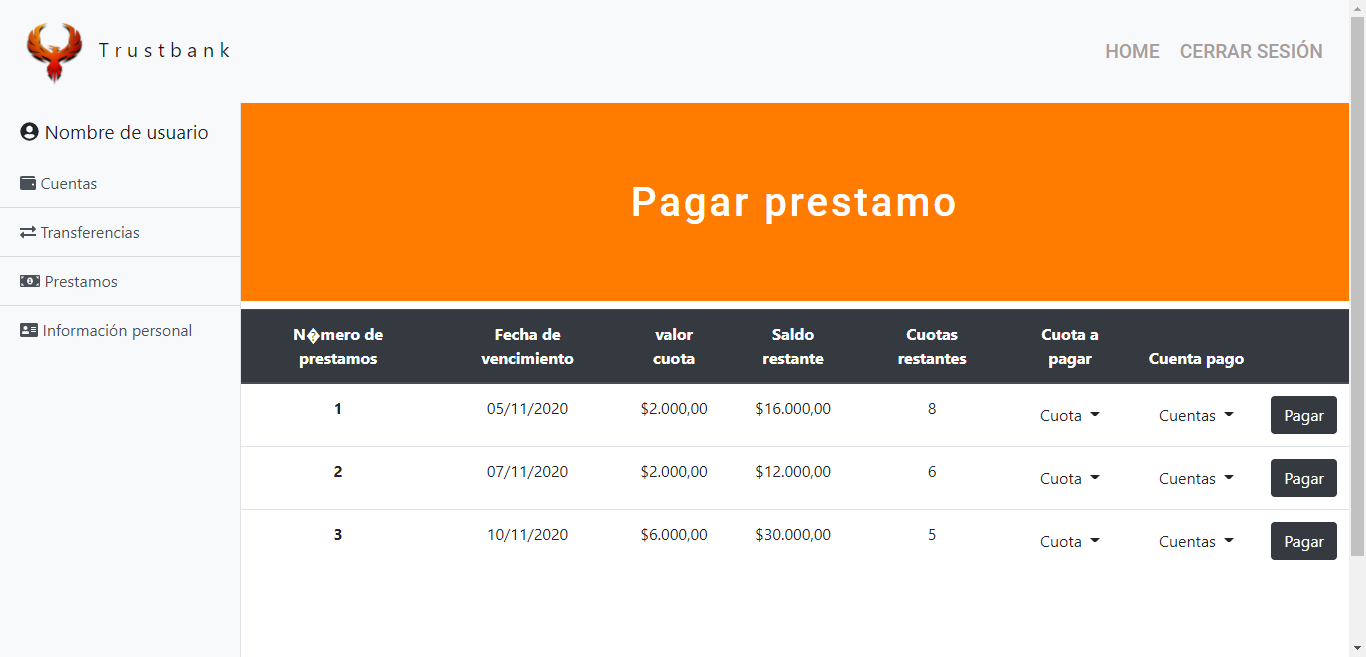 Trustbank
HOME CERRAR SESIÓN
Nombre de usuario
Cuentas
Transferencias
Prestamos
Información personal
Pagar prestamo
N�mero de prestamos Fecha de vencimiento valor cuota Saldo restante Cuotas restantes Cuota a pagar Cuenta pago
1 05/11/2020 $2.000,00 $16.000,00 8 Cuota Cuentas Pagar
2 07/11/2020 $2.000,00 $12.000,00 6 Cuota Cuentas Pagar
3 10/11/2020 $6.000,00 $30.000,00 5 Cuota Cuentas Pagar